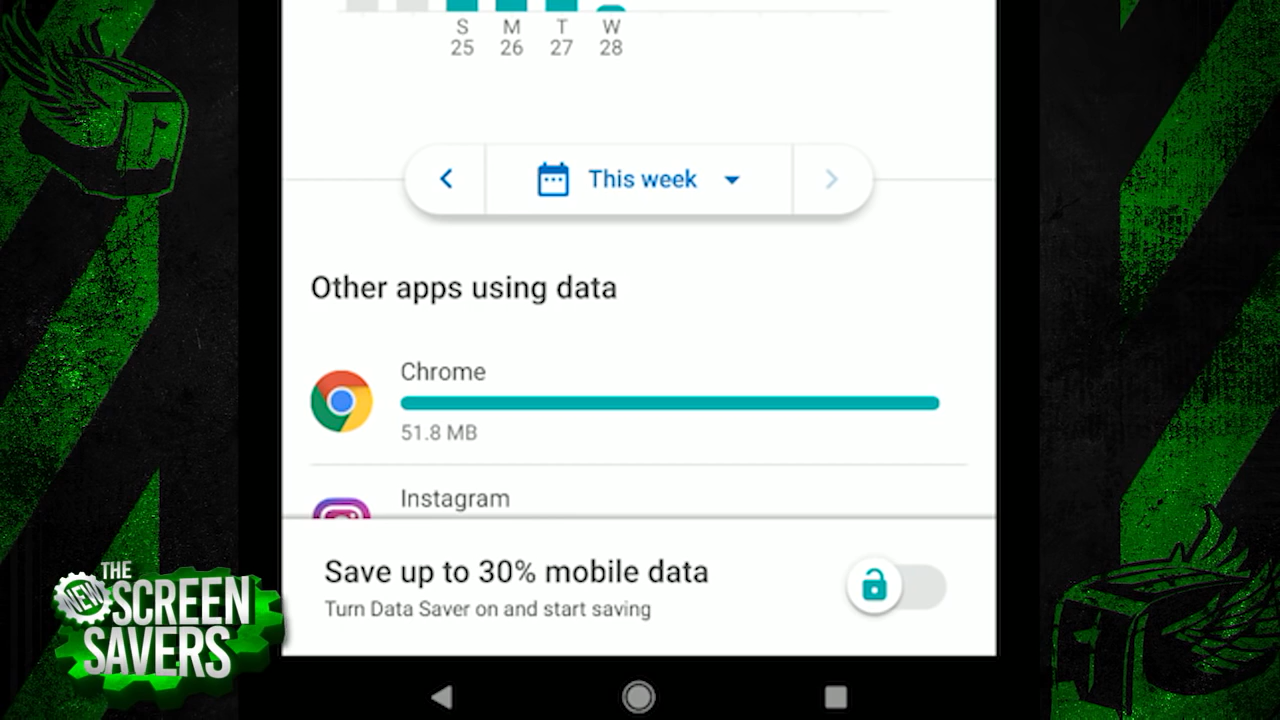 S M T W
25 26 27 28
This week
Other apps using data
Chrome
51.8 MB
Instagram
Save up to 30% mobile data
Turn Data Saver on and start saving
THE
NEW
SCREEN
SAVERS